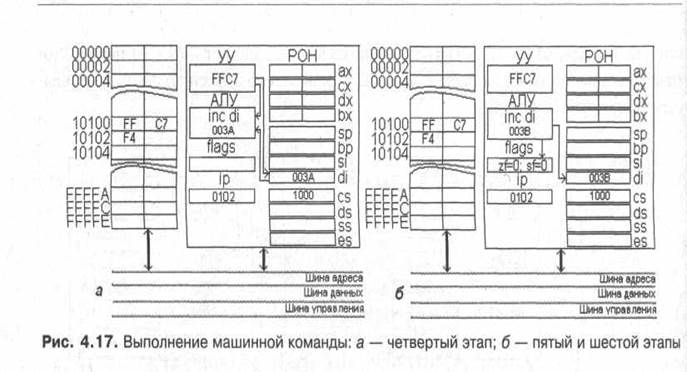 УУ РОН УУ РОН
00000 FFC7 ax 00000 FFC7 ax
00002 cx 00002 cx
00004 АЛУ dx 00004 АЛУ dx
inc di bx inc di bx
10100 FF C7 003A sp 10100 FF C7 003B sp
10102 F4 flags bp 10102 F4 flags bp
10104 si 10104 zf=0; sf=0 si
ip 003A di ip 003B di
FFFFA 0102 1000 cs FFFFA 0102 1000 cs
FFFFC ds FFFFC ds
FFFFE ss FFFFE ss
es es
Шина адреса Шина адреса
а Шина данных б Шина данных
Шина управления Шина управления
Рис. 4.17. Выполнение машинной команды: а — четвертый этап; б — пятый и шестой этапы